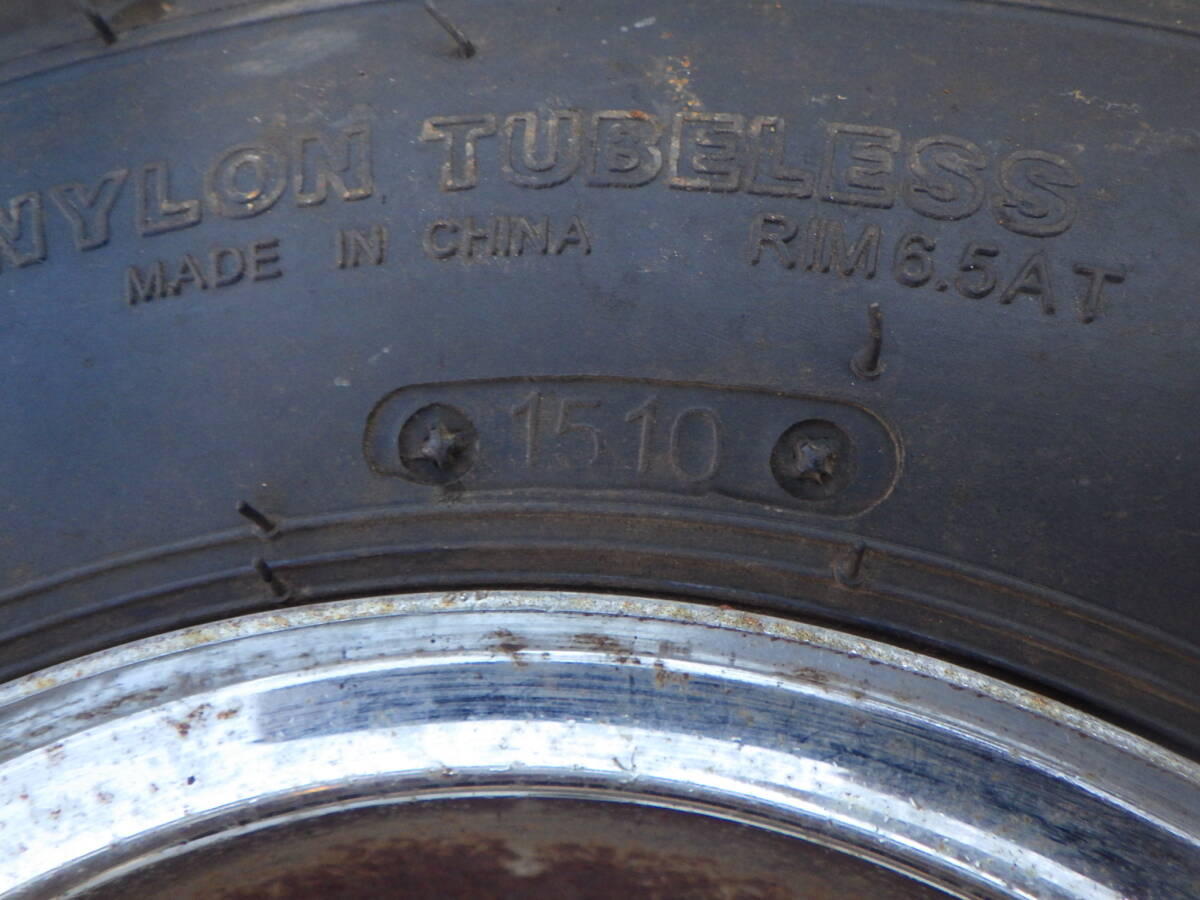 NYLON TUBELESS
MADE IN CHINA RIM 6.5AT
1510